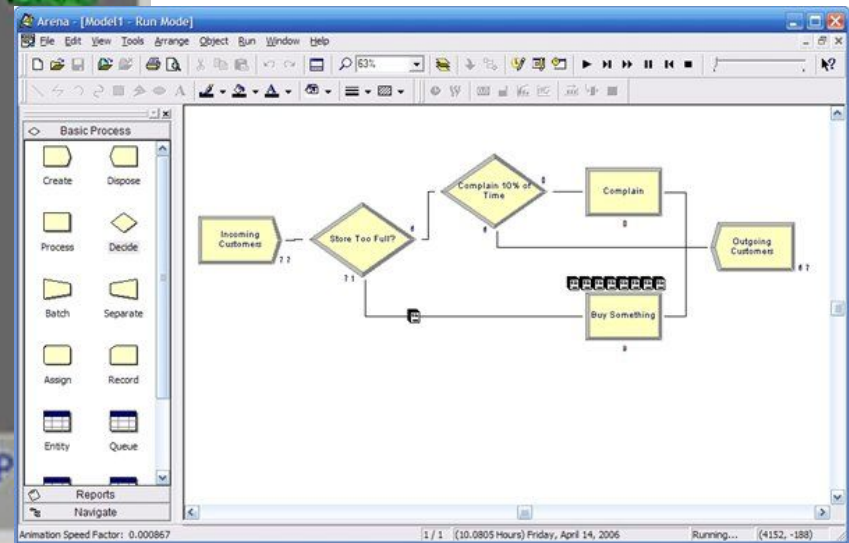 Arena - [Model1 - Run Mode]
File Edit View Tools Arrange Object Run Window Help
63%
Basic Process
Create Dispose
Process Decide
Batch Separate
Assign Record
Entity Queue
Reports
Navigate
Incoming
Customers
Store Too Full?
Complain 10% of
Time
Complain
0
Outgoing
Customers
Buy Something
Animation Speed Factor: 0.000867
1 / 1 (10.0805 Hours) Friday, April 14, 2006 Running... (4152, -188)